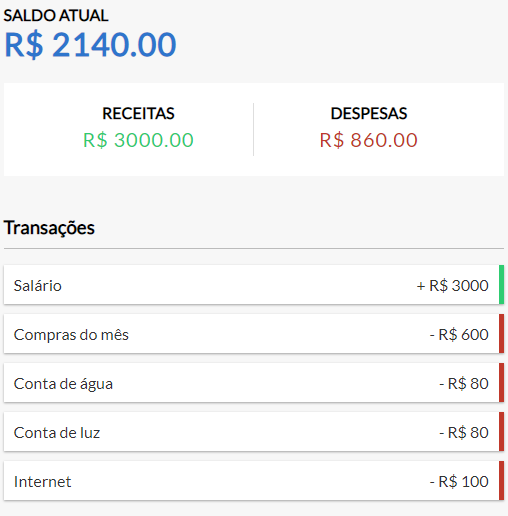 SALDO ATUAL
R$ 2140.00
RECEITAS DESPESAS
R$ 3000.00 R$ 860.00
Transações
Salário + R$ 3000
Compras do mês - R$ 600
Conta de água - R$ 80
Conta de luz - R$ 80
Internet - R$ 100